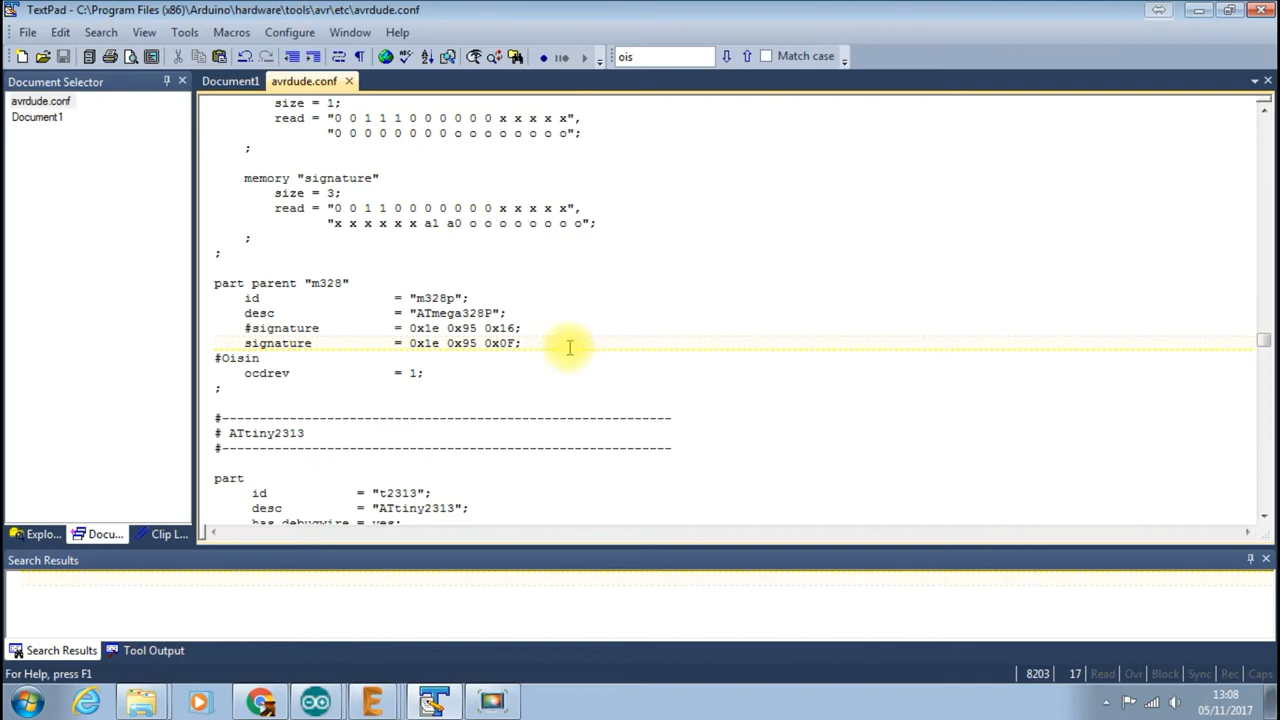 TextPad - C:\Program Files (x86)\Arduino\hardware\tools\avr\etc\avrdude.conf
File Edit Search View Tools Macros Configure Window Help
ois Match case
Document Selector
avrdude.conf
Document1
Document1 avrdude.conf
size = 1;
read = "0 0 1 1 1 0 0 0 0 0 0 x x x x x",
"0 0 0 0 0 0 0 0 o o o o o o o o";
;
memory "signature"
size = 3;
read = "0 0 1 1 0 0 0 0 0 0 0 x x x x x",
"x x x x x x a1 a0 o o o o o o o o";
;
;
part parent "m328"
id = "m328p";
desc = "ATmega328P";
#signature = 0x1e 0x95 0x16;
signature = 0x1e 0x95 0x0F;
#Oisin
ocdrev = 1;
;
#------------------------------------------------------------
# ATtiny2313
#------------------------------------------------------------
part
id = "t2313";
desc = "ATtiny2313";
has_debugwire = yes;
Explo... Docu... Clip L...
Search Results
Search Results Tool Output
For Help, press F1
8203 17 Read Ovr Block Sync Rec Caps
13:08
05/11/2017